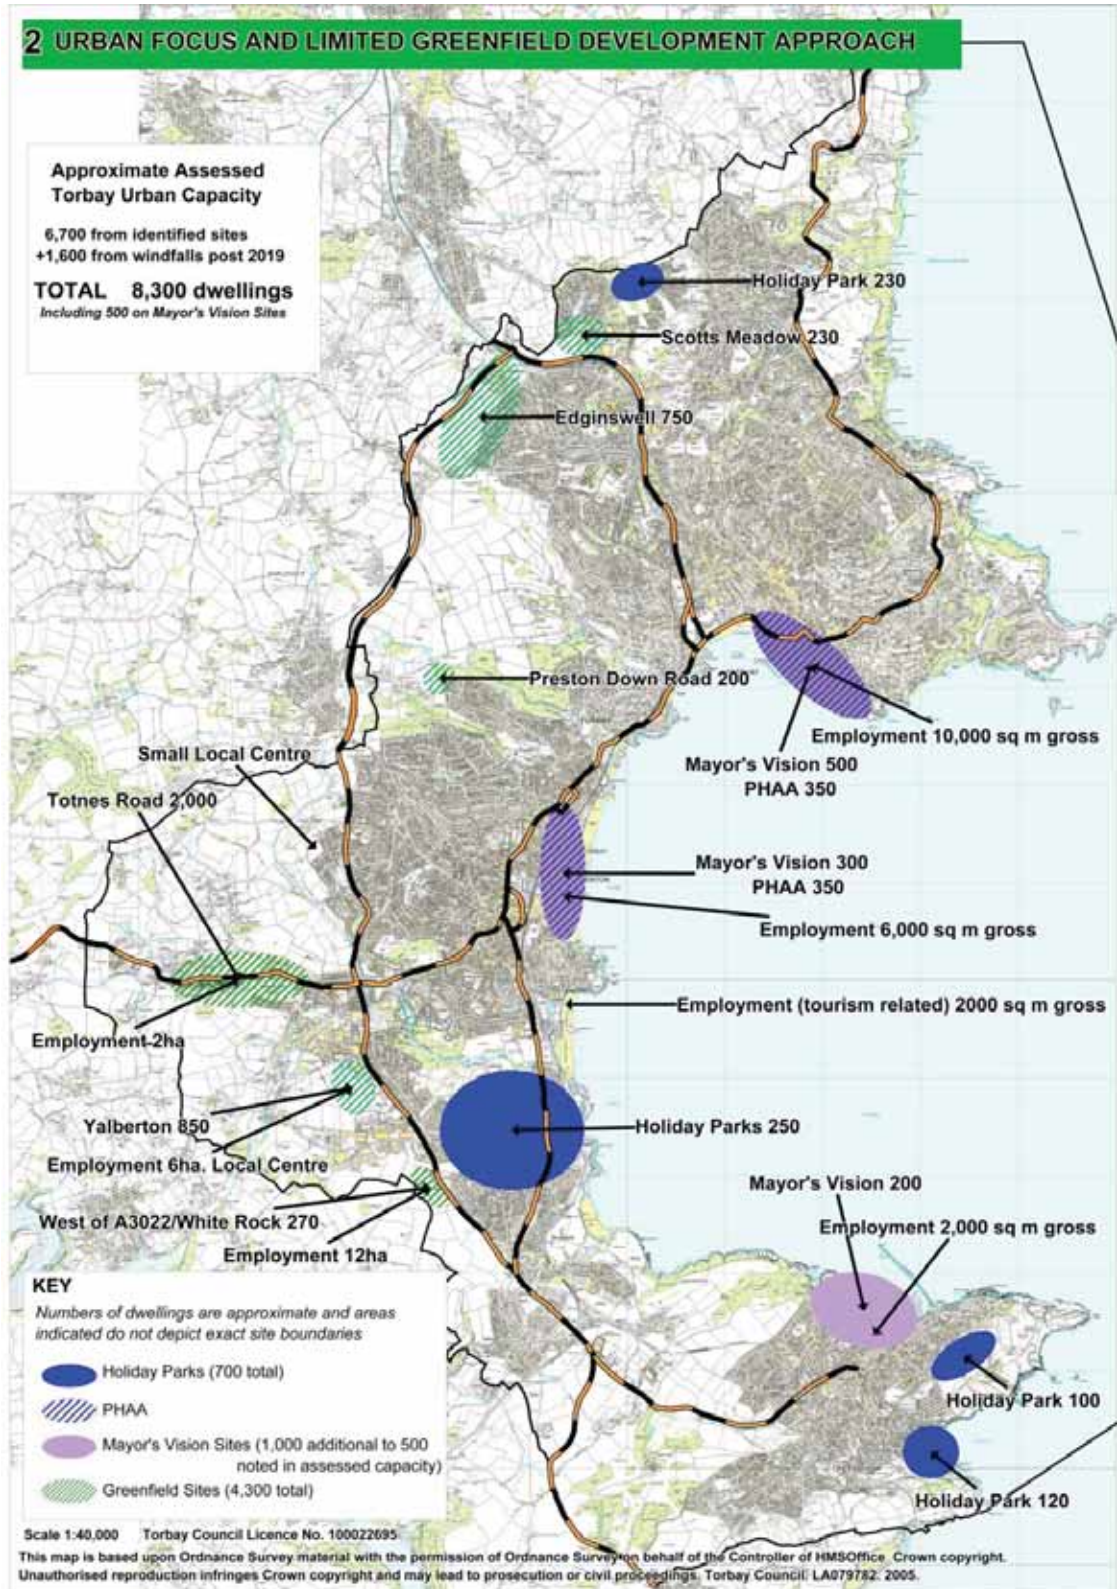 2 URBAN FOCUS AND LIMITED GREENFIELD DEVELOPMENT APPROACH
Approximate Assessed
Torbay Urban Capacity
6,700 from identified sites
+1,600 from windfalls post 2019
TOTAL 8,300 dwellings
Including 500 on Mayor's Vision Sites
Holiday Park 230
Scotts Meadow 230
Edginswell 750
Preston Down Road 200
Employment 10,000 sq m gross
Mayor's Vision 500
PHAA 350
Small Local Centre
Totnes Road 2,000
Mayor's Vision 300
PHAA 350
Employment 6,000 sq m gross
Employment (tourism related) 2000 sq m gross
Employment 2ha
Yalberton 850
Employment 6ha. Local Centre
Holiday Parks 250
West of A3022/White Rock 270
Employment 12ha
Mayor's Vision 200
Employment 2,000 sq m gross
Holiday Park 100
Holiday Park 120
KEY
Numbers of dwellings are approximate and areas
indicated do not depict exact site boundaries
Holiday Parks (700 total)
PHAA
Mayor's Vision Sites (1,000 additional to 500
noted in assessed capacity)
Greenfield Sites (4,300 total)
Scale 1:40,000 Torbay Council Licence No. 100022695
This map is based upon Ordnance Survey material with the permission of Ordnance Survey on behalf of the Controller of HMSOffice Crown copyright.
Unauthorised reproduction infringes Crown copyright and may lead to prosecution or civil proceedings. Torbay Council. LA079782. 2005.